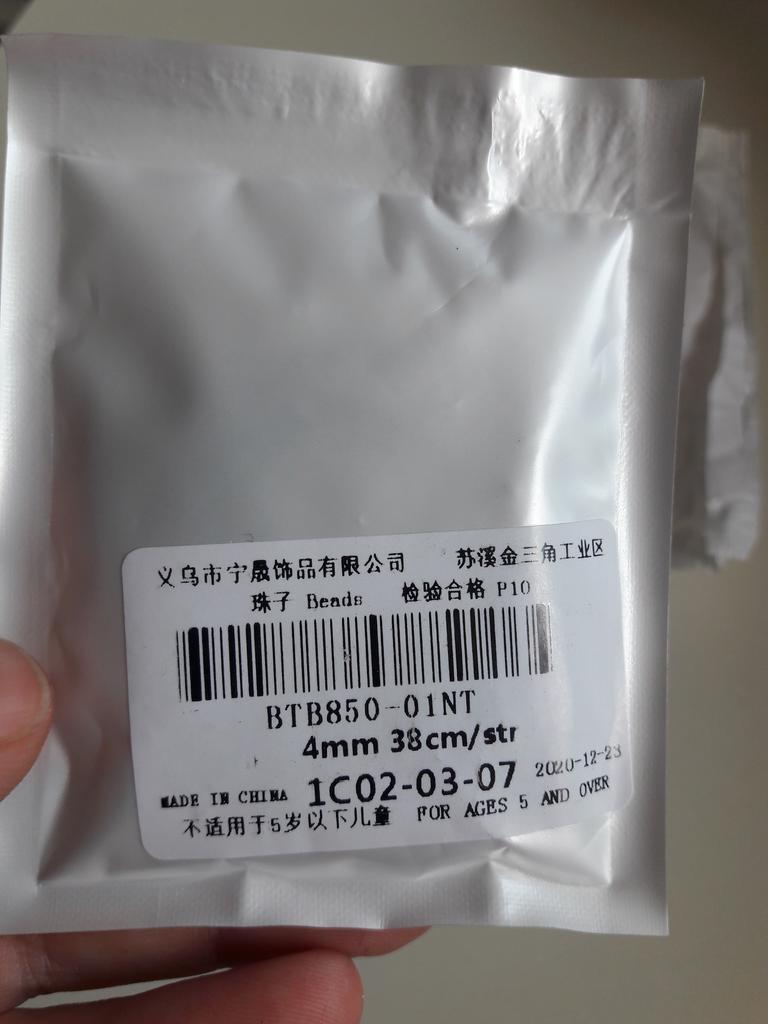 义乌市宁晟饰品有限公司 苏溪金三角工业区
珠子 Beads 检验合格 P10
BTB850-01NT
4mm 38cm/str
MADE IN CHINA 1C02-03-07 2020-12-23
不适用于5岁以下儿童 FOR AGES 5 AND OVER